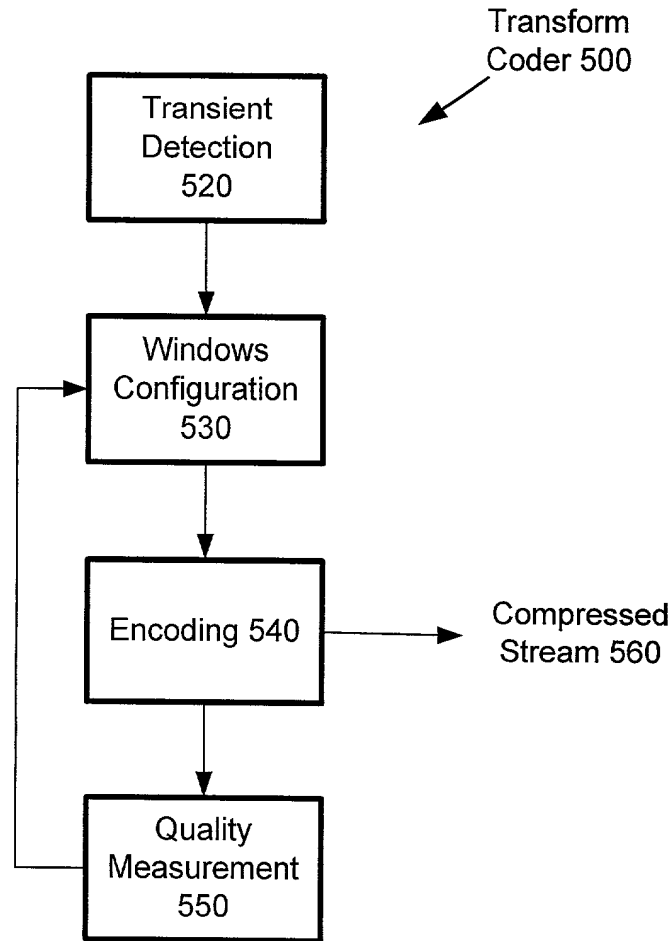 Transform
Coder 500
Transient
Detection
520
Windows
Configuration
530
Encoding 540
Compressed
Stream 560
Quality
Measurement
550